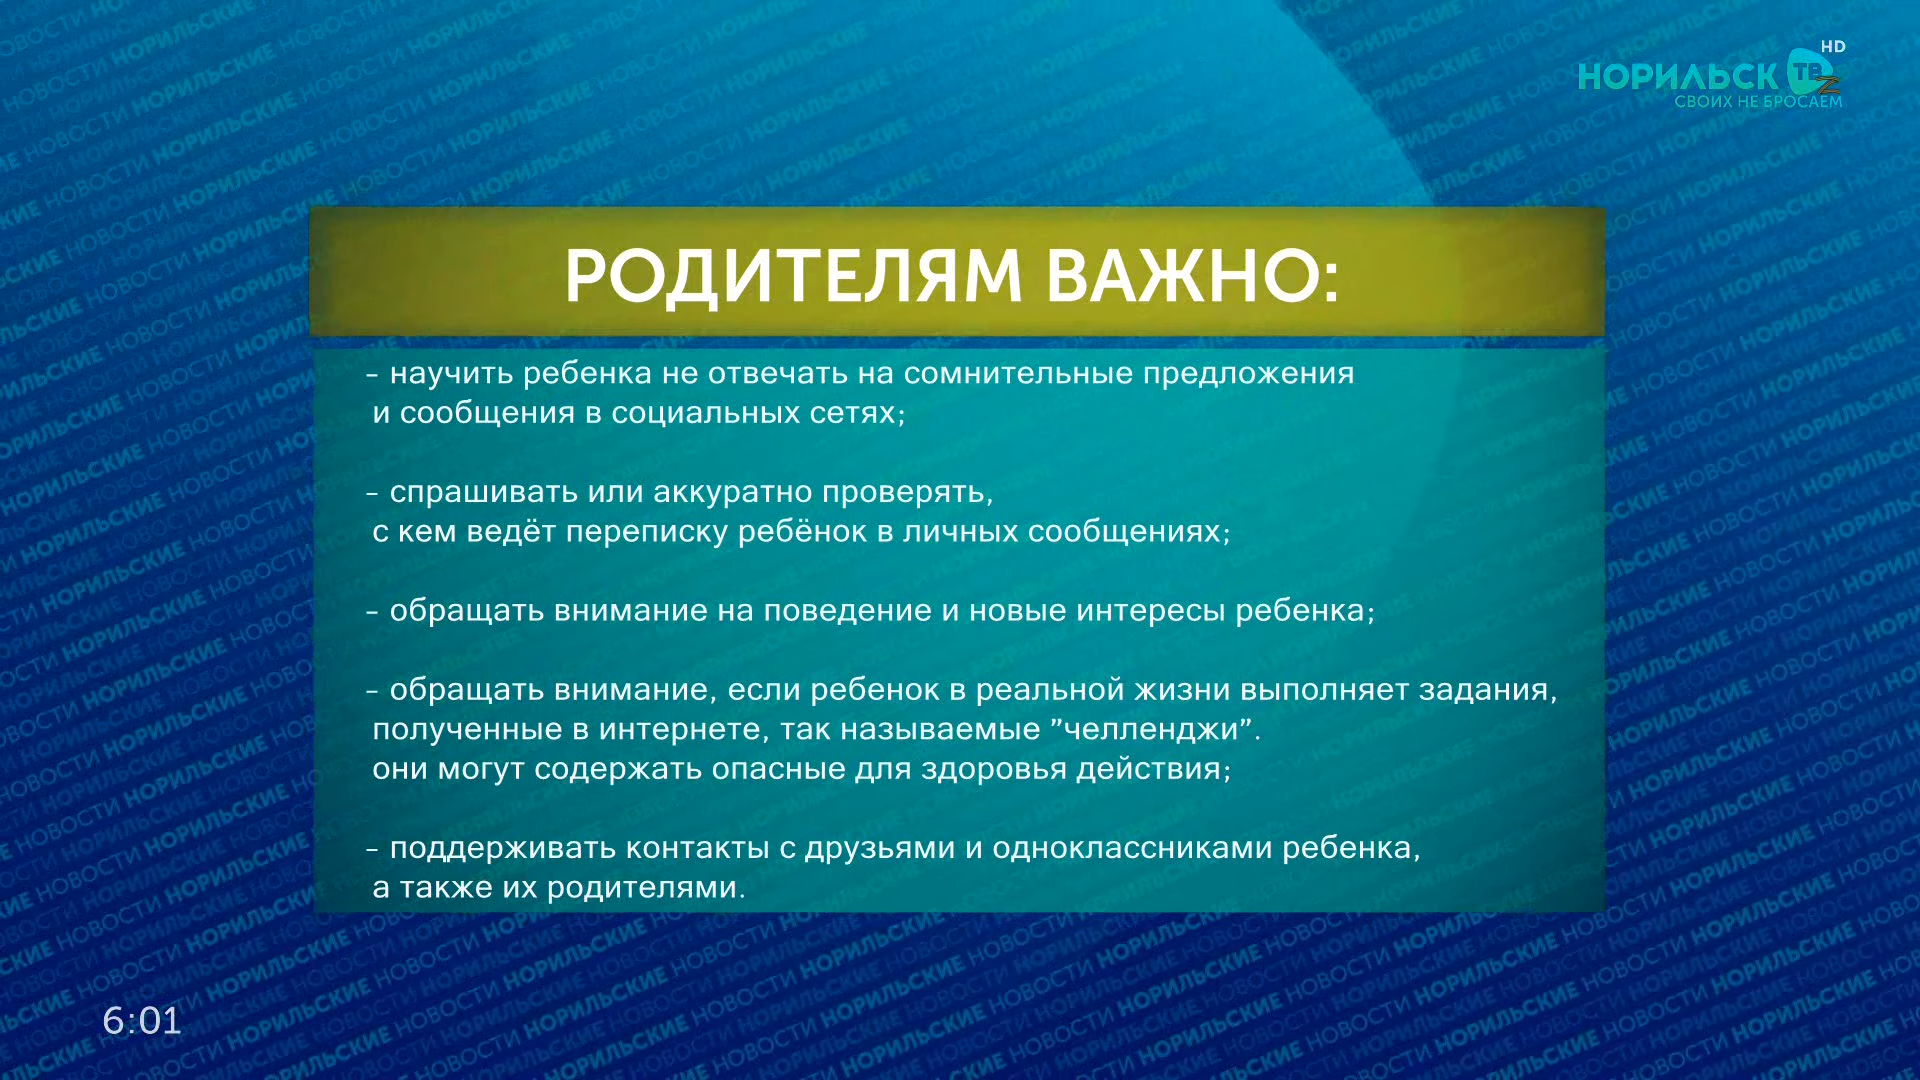 HD
НОРИЛЬСК ТВ
Z
СВОИХ НЕ БРОСАЕМ
РОДИТЕЛЯМ ВАЖНО:
– научить ребенка не отвечать на сомнительные предложения
и сообщения в социальных сетях;
– спрашивать или аккуратно проверять,
с кем ведёт переписку ребёнок в личных сообщениях;
– обращать внимание на поведение и новые интересы ребенка;
– обращать внимание, если ребенок в реальной жизни выполняет задания,
полученные в интернете, так называемые ”челленджи”.
они могут содержать опасные для здоровья действия;
– поддерживать контакты с друзьями и одноклассниками ребенка,
а также их родителями.
6:01